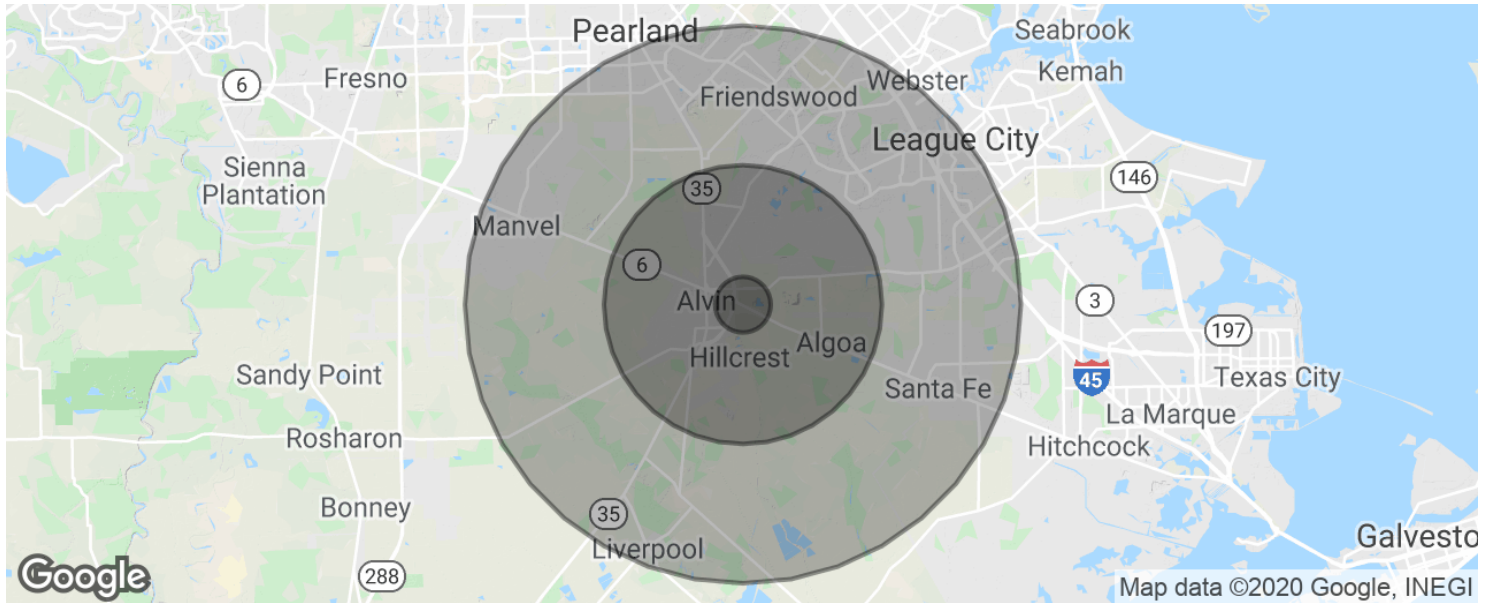 Pearland
Seabrook
Fresno
Webster
Kemah
6
Friendswood
League City
Sienna
Plantation
146
35
Manvel
6
Alvin
3
197
Algoa
Hillcrest
Sandy Point
45
Texas City
Santa Fe
La Marque
Rosharon
Hitchcock
Bonney
35
Liverpool
Galvesto
288
Google
Map data ©2020 Google, INEGI